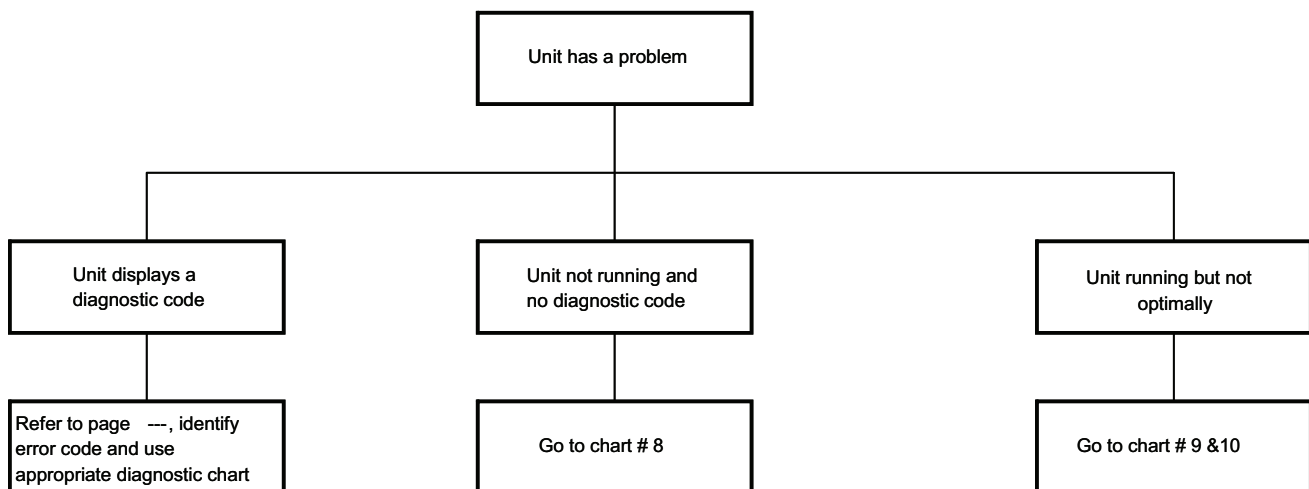 Unit has a problem
Unit displays a
diagnostic code
Unit not running and
no diagnostic code
Unit running but not
optimally
Refer to page ---, identify
error code and use
appropriate diagnostic chart
Go to chart # 8
Go to chart # 9 &10